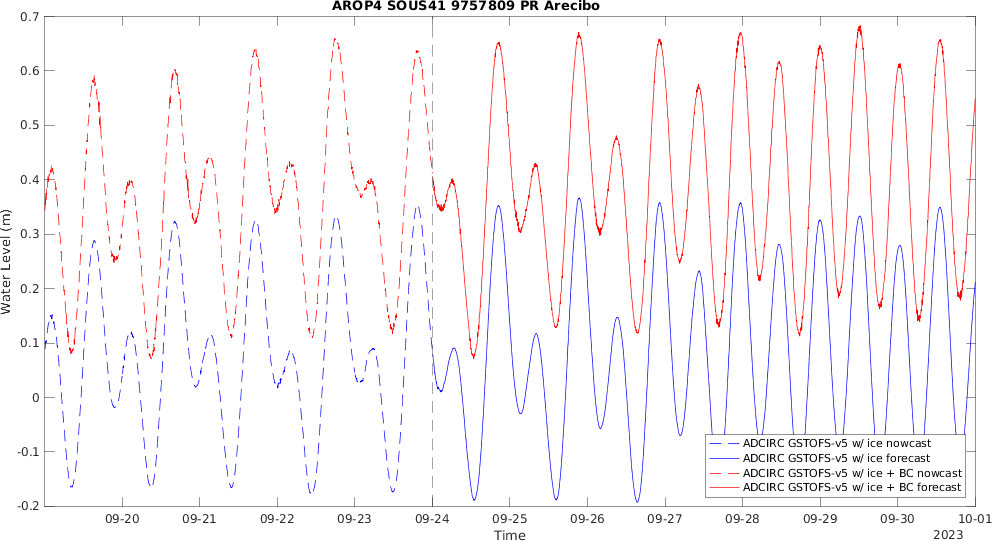 AROP4 SOUS41 9757809 PR Arecibo
0.7
0.6
0.5
0.4
0.3
0.2
0.1
0
-0.1
-0.2
Water Level (m)
ADCIRC GSTOFS-v5 w/ ice nowcast
ADCIRC GSTOFS-v5 w/ ice forecast
ADCIRC GSTOFS-v5 w/ ice + BC nowcast
ADCIRC GSTOFS-v5 w/ ice + BC forecast
09-20 09-21 09-22 09-23 09-24 09-25 09-26 09-27 09-28 09-29 09-30 10-01
Time
2023